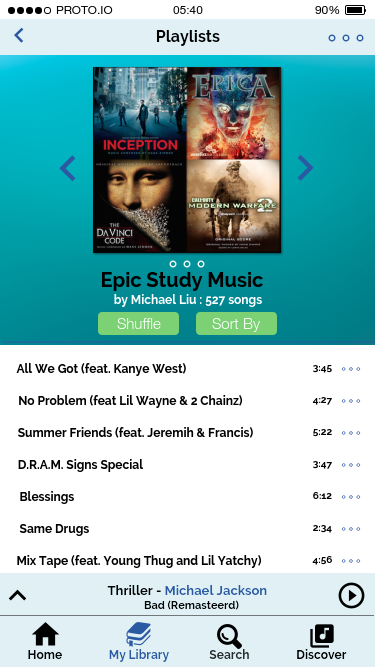 PROTO.IO 05:40 90%
Playlists
INCEPTION
EPICA
THE
DA VINCI
CODE
CALL OF DUTY
MODERN WARFARE 2
ORIGINAL SCORE
Epic Study Music
by Michael Liu : 527 songs
Shuffle Sort By
All We Got (feat. Kanye West) 3:45
No Problem (feat Lil Wayne & 2 Chainz) 4:27
Summer Friends (feat. Jeremih & Francis) 5:22
D.R.A.M. Signs Special 3:47
Blessings 6:12
Same Drugs 2:34
Mix Tape (feat. Young Thug and Lil Yatchy) 4:56
Thriller - Michael Jackson
Bad (Remasteerd)
Home My Library Search Discover